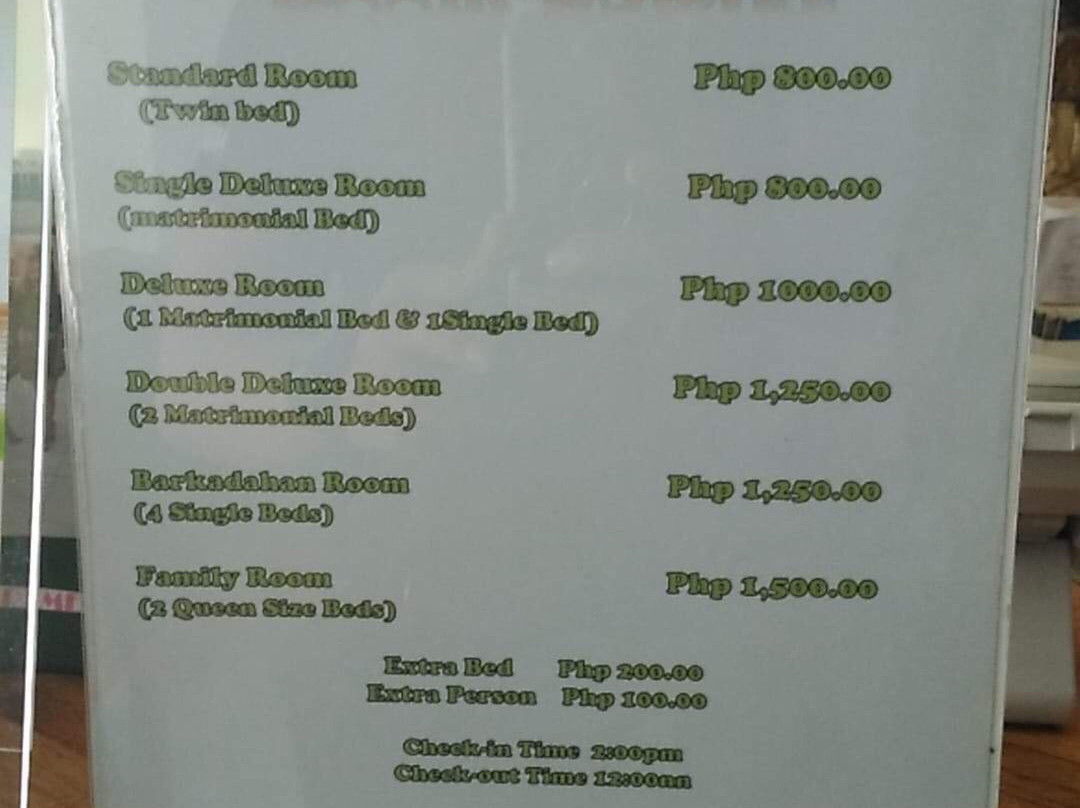 Standard Room Php 800.00
(Twin bed)
Single Deluxe Room Php 800.00
(matrimonial Bed)
Deluxe Room Php 1000.00
(1 Matrimonial Bed & 1Single Bed)
Double Deluxe Room Php 1,250.00
(2 Matrimonial Beds)
Barkadahan Room Php 1,250.00
(4 Single Beds)
Family Room Php 1,500.00
(2 Queen Size Beds)
Extra Bed Php 200.00
Extra Person Php 100.00
Check-in Time 2:00pm
Check-out Time 12:00nn